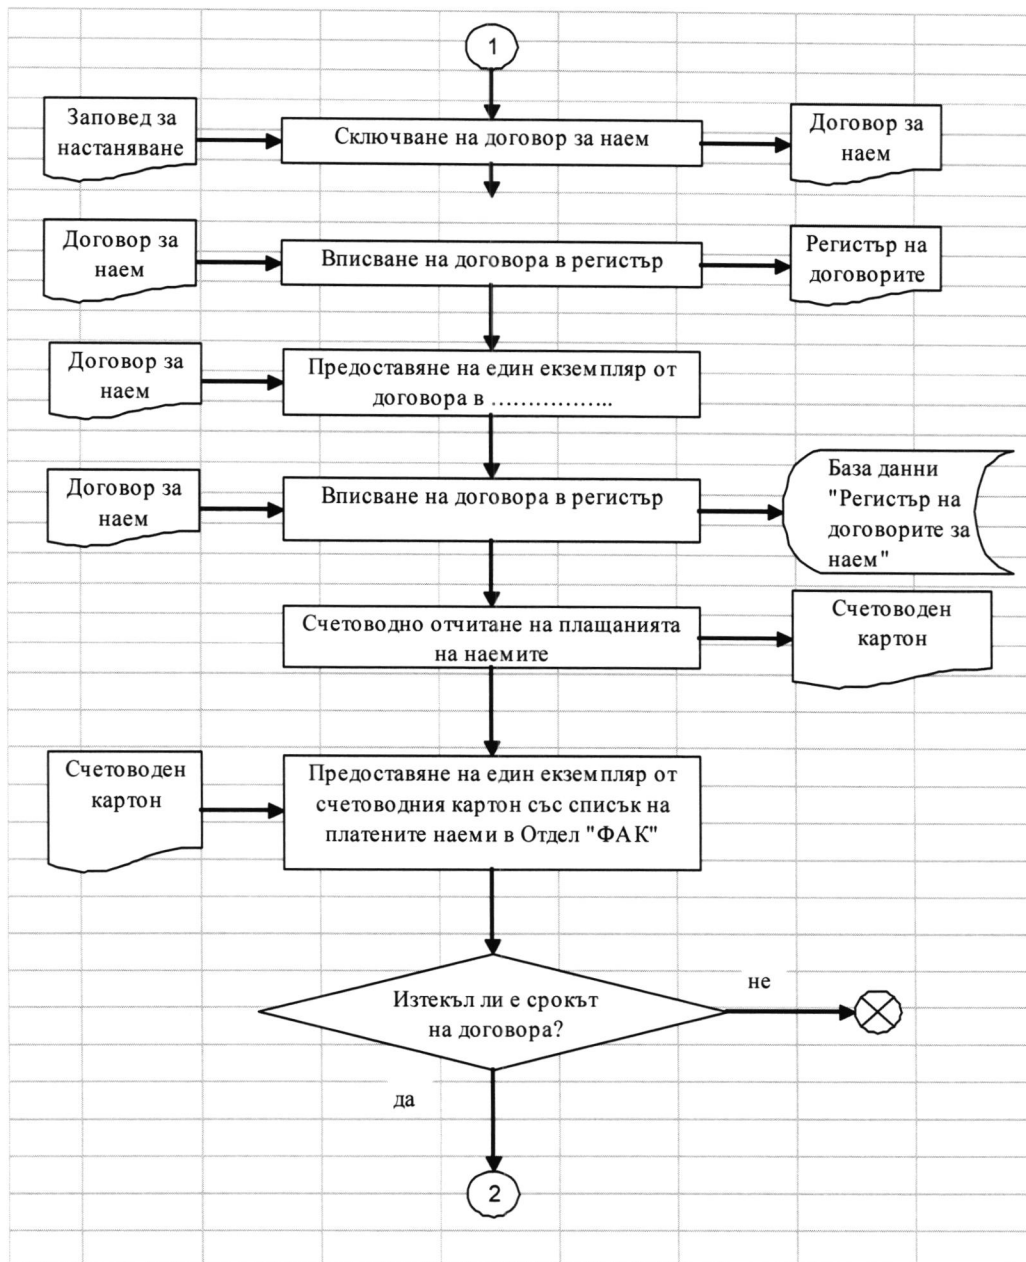 1
Заповед за
настаняване
Сключване на договор за наем
Договор за
наем
Договор за
наем
Вписване на договора в регистър
Регистър на
договорите
Договор за
наем
Предоставяне на един екземпляр от
договора в ……………..
Договор за
наем
Вписване на договора в регистър
База данни
"Регистър на
договорите за
наем"
Счетоводно отчитане на плащанията
на наемите
Счетоводен
картон
Счетоводен
картон
Предоставяне на един екземпляр от
счетоводния картон със списък на
платените наеми в Отдел "ФАК"
Изтекъл ли е срокът
на договора?
не
да
2